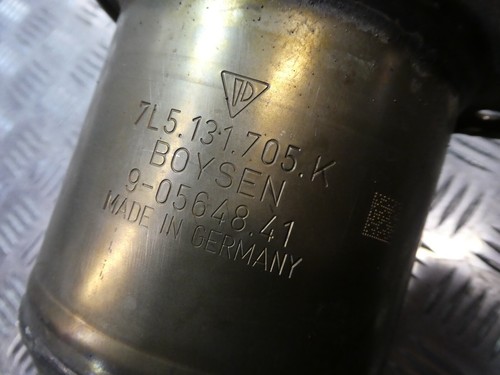 7L5.131.705.K
BOYSEN
9-05648.41
MADE IN GERMANY